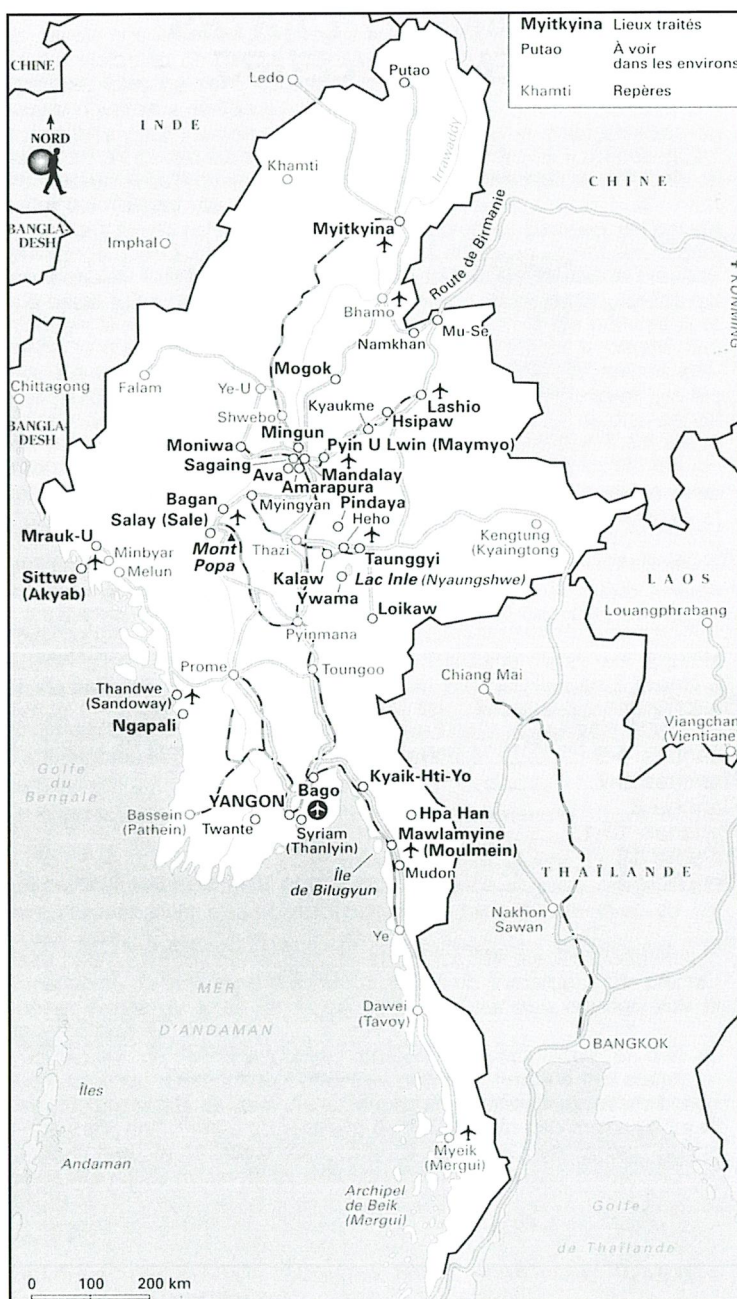 Myitkyina Lieux traités
Putao À voir
dans les environs
Khamti Repères
CHINE
NORD
INDE
Ledo
Putao
Irrawaddy
Khamti
CHINE
BANGLA-
DESH
Imphal
Myitkyina
Route de Birmanie
KUNMING
Bhamo
Mu-Se
Namkhan
Mogok
Chittagong
Falam
Ye-U
Kyaukme
Lashio
Hsipaw
Shwebo
BANGLA-
DESH
Mingun
Moniwa
Pyin U Lwin (Maymyo)
Sagaing
Mandalay
Ava
Amarapura
Bagan
Myingyan
Pindaya
Salay (Sale)
Heho
Kengtung
(Kyaingtong
Mrauk-U
Minbyar
Mont
Popa
Thazi
Taunggyi
Melun
Kalaw
Lac Inle (Nyaungshwe)
Sittwe
(Akyab)
Ywama
LAOS
Loikaw
Louangphrabang
Pyinmana
Prome
Toungoo
Chiang Mai
Thandwe
(Sandoway)
Ngapali
Viangchan
(Vientiane)
Golfe
du
Bengale
Kyaik-Hti-Yo
Bago
YANGON
Bassein
(Pathein)
Twante
Syriam
(Thanlyin)
Hpa Han
Mawlamyine
(Moulmein)
Île
de Bilugyun
Mudon
THAÏLANDE
Nakhon
Sawan
Ye
MER
D'ANDAMAN
Dawei
(Tavoy)
BANGKOK
Îles
Andaman
Myeik
(Mergui)
Archipel
de Beik
(Mergui)
Golfe
de Thaïlande
0 100 200 km